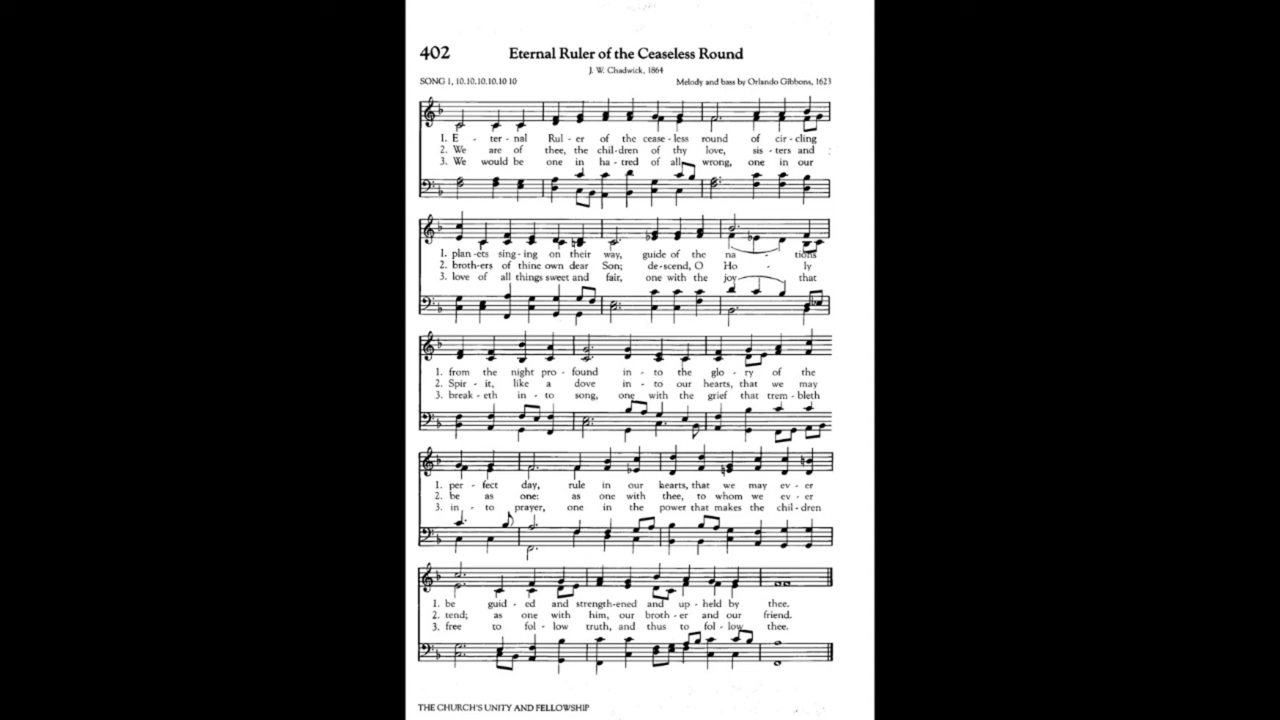 402 Eternal Ruler of the Ceaseless Round
J. W. Chadwick, 1864
SONG 1, 10.10.10.10.10 10 Melody and bass by Orlando Gibbons, 1623
1. E - ter - nal Rul - er of the cease - less round of cir - cling
2. We are of thee, the chil - dren of thy love, sis - ters and
3. We would be one in ha - tred of all wrong, one in our
1. plan - ets sing - ing on their way, guide of the na - tions
2. broth - ers of thine own dear Son; de - scend, O Ho - ly
3. love of all things sweet and fair, one with the joy that
1. from the night pro - found in - to the glo - ry of the
2. Spir - it, like a dove in - to our hearts, that we may
3. break - eth in - to song, one with the grief that trem - bleth
1. per - fect day, rule in our hearts, that we may ev - er
2. be as one: as one with thee, to whom we ev - er
3. in - to prayer, one in the power that makes the chil - dren
1. be guid - ed and strength - ened and up - held by thee.
2. tend; as one with him, our broth - er and our friend.
3. free to fol - low truth, and thus to fol - low thee.
THE CHURCH'S UNITY AND FELLOWSHIP